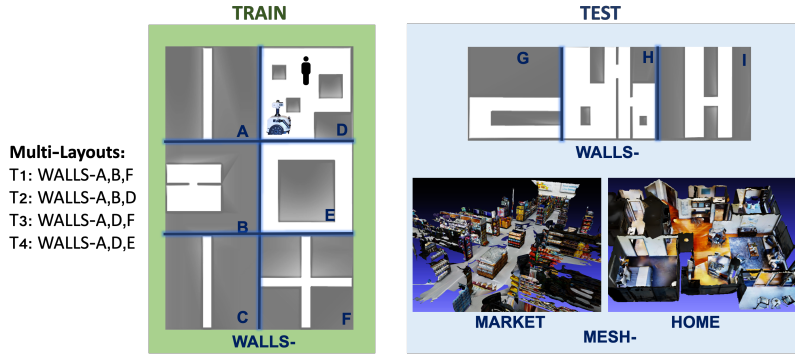 TRAIN
TEST
Multi-Layouts:
T1: WALLS-A,B,F
T2: WALLS-A,B,D
T3: WALLS-A,D,F
T4: WALLS-A,D,E
A
D
B
E
C
F
WALLS-
G
H
I
WALLS-
MARKET
HOME
MESH-